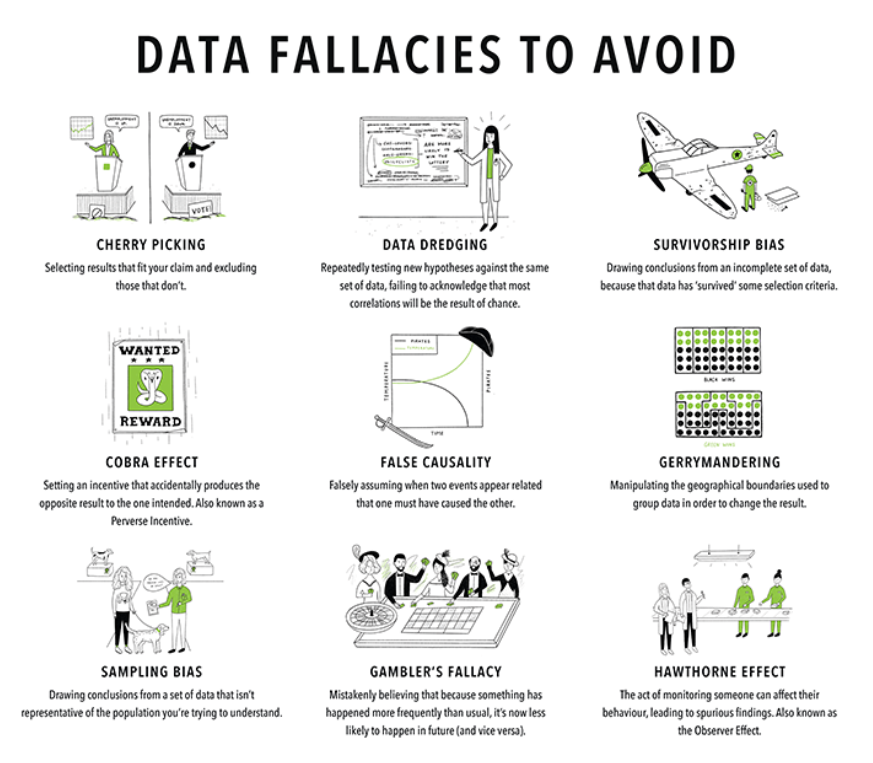 DATA FALLACIES TO AVOID
UNEMPLOYMENT IS UP.
UNEMPLOYMENT IS DOWN.
VOTE!
ARE MORE
LIKELY TO
WIN THE
LOTTERY
CHERRY PICKING
Selecting results that fit your claim and excluding
those that don't.
DATA DREDGING
Repeatedly testing new hypotheses against the same
set of data, failing to acknowledge that most
correlations will be the result of chance.
SURVIVORSHIP BIAS
Drawing conclusions from an incomplete set of data,
because that data has 'survived' some selection criteria.
WANTED
REWARD
PIRATES
TEMPERATURE
TEMPERATURE
PIRATES
TIME
BLACK WINS
GREEN WINS
COBRA EFFECT
Setting an incentive that accidentally produces the
opposite result to the one intended. Also known as a
Perverse Incentive.
FALSE CAUSALITY
Falsely assuming when two events appear related
that one must have caused the other.
GERRYMANDERING
Manipulating the geographical boundaries used to
group data in order to change the result.
SAMPLING BIAS
Drawing conclusions from a set of data that isn't
representative of the population you're trying to understand.
GAMBLER'S FALLACY
Mistakenly believing that because something has
happened more frequently than usual, it's now less
likely to happen in future (and vice versa).
HAWTHORNE EFFECT
The act of monitoring someone can affect their
behaviour, leading to spurious findings. Also known as
the Observer Effect.